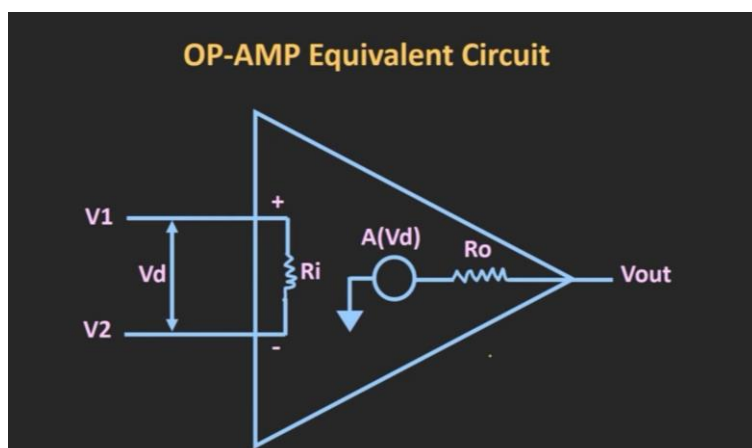 OP-AMP Equivalent Circuit
V1
+
A(Vd)
Ro
Vd
Ri
Vout
V2
-